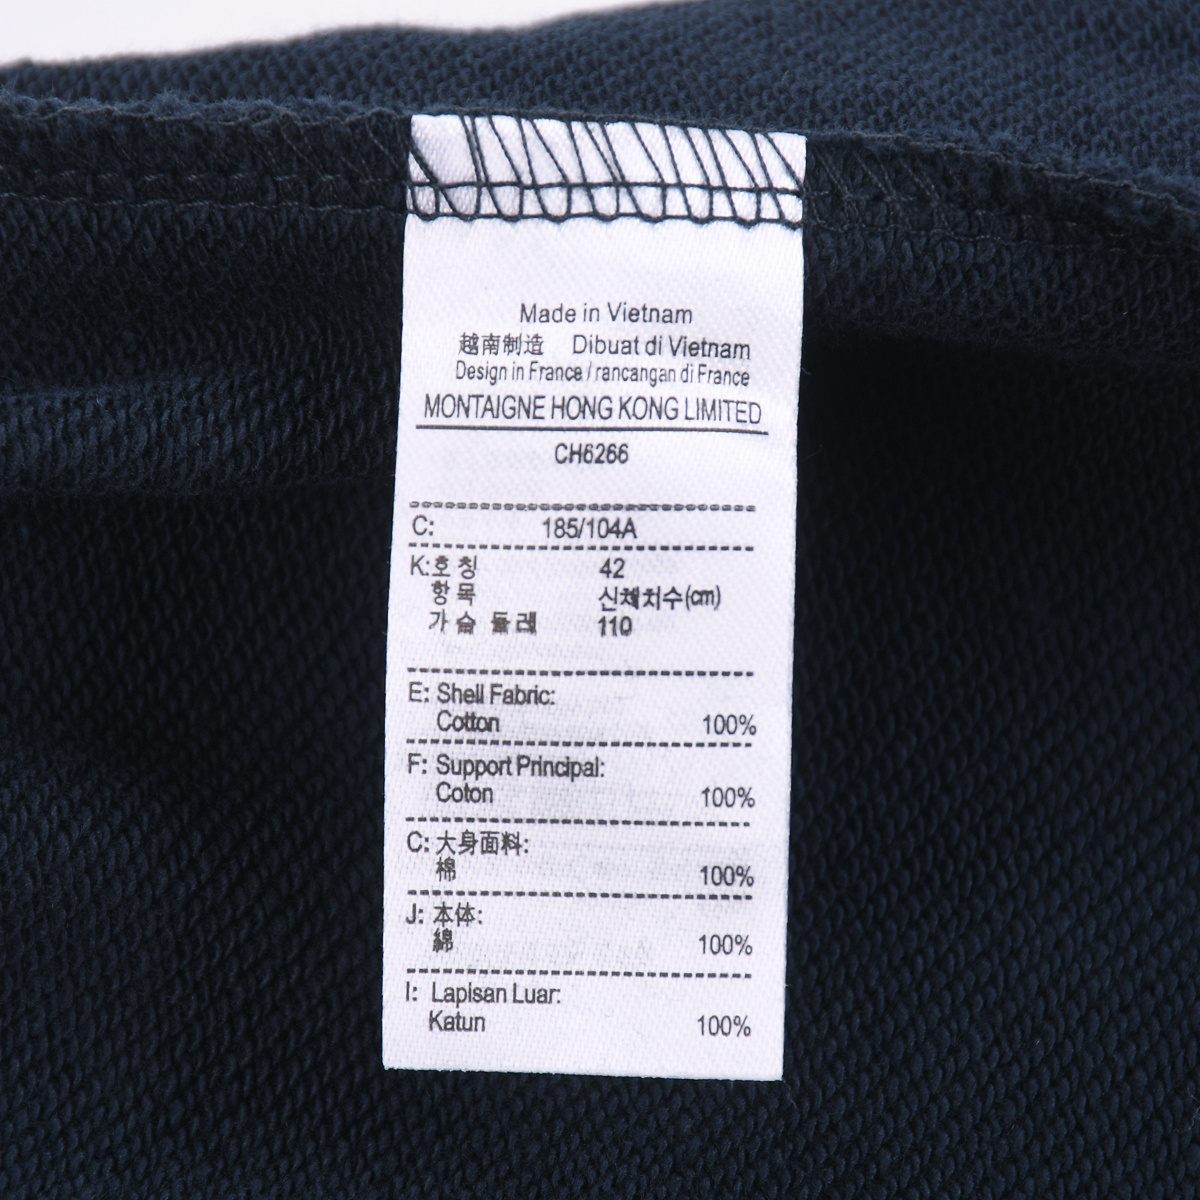 Made in Vietnam
越南制造 Dibuat di Vietnam
Design in France / rancangan di France
MONTAIGNE HONG KONG LIMITED
CH6266
C: 185/104A
K:호칭 42
항목 신체치수(cm)
가슴 둘레 110
E: Shell Fabric:
Cotton 100%
F: Support Principal:
Coton 100%
C: 大身面料:
棉 100%
J: 本体:
綿 100%
I: Lapisan Luar:
Katun 100%